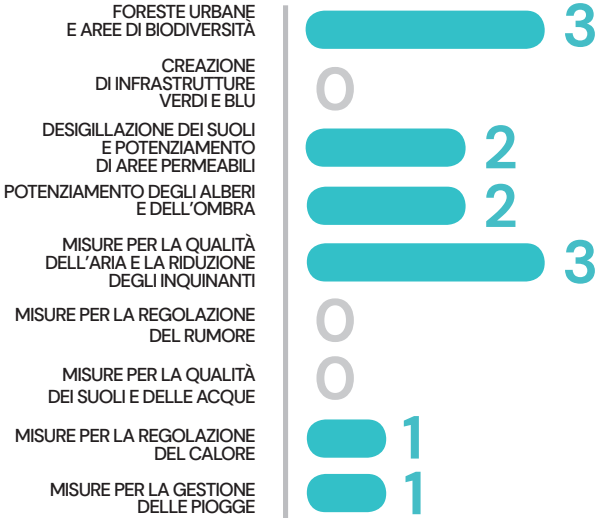 FORESTE URBANE
E AREE DI BIODIVERSITÀ
3
CREAZIONE
DI INFRASTRUTTURE
VERDI E BLU
0
DESIGILLAZIONE DEI SUOLI
E POTENZIAMENTO
DI AREE PERMEABILI
2
POTENZIAMENTO DEGLI ALBERI
E DELL'OMBRA
2
MISURE PER LA QUALITÀ
DELL'ARIA E LA RIDUZIONE
DEGLI INQUINANTI
3
MISURE PER LA REGOLAZIONE
DEL RUMORE
0
MISURE PER LA QUALITÀ
DEI SUOLI E DELLE ACQUE
0
MISURE PER LA REGOLAZIONE
DEL CALORE
1
MISURE PER LA GESTIONE
DELLE PIOGGE
1